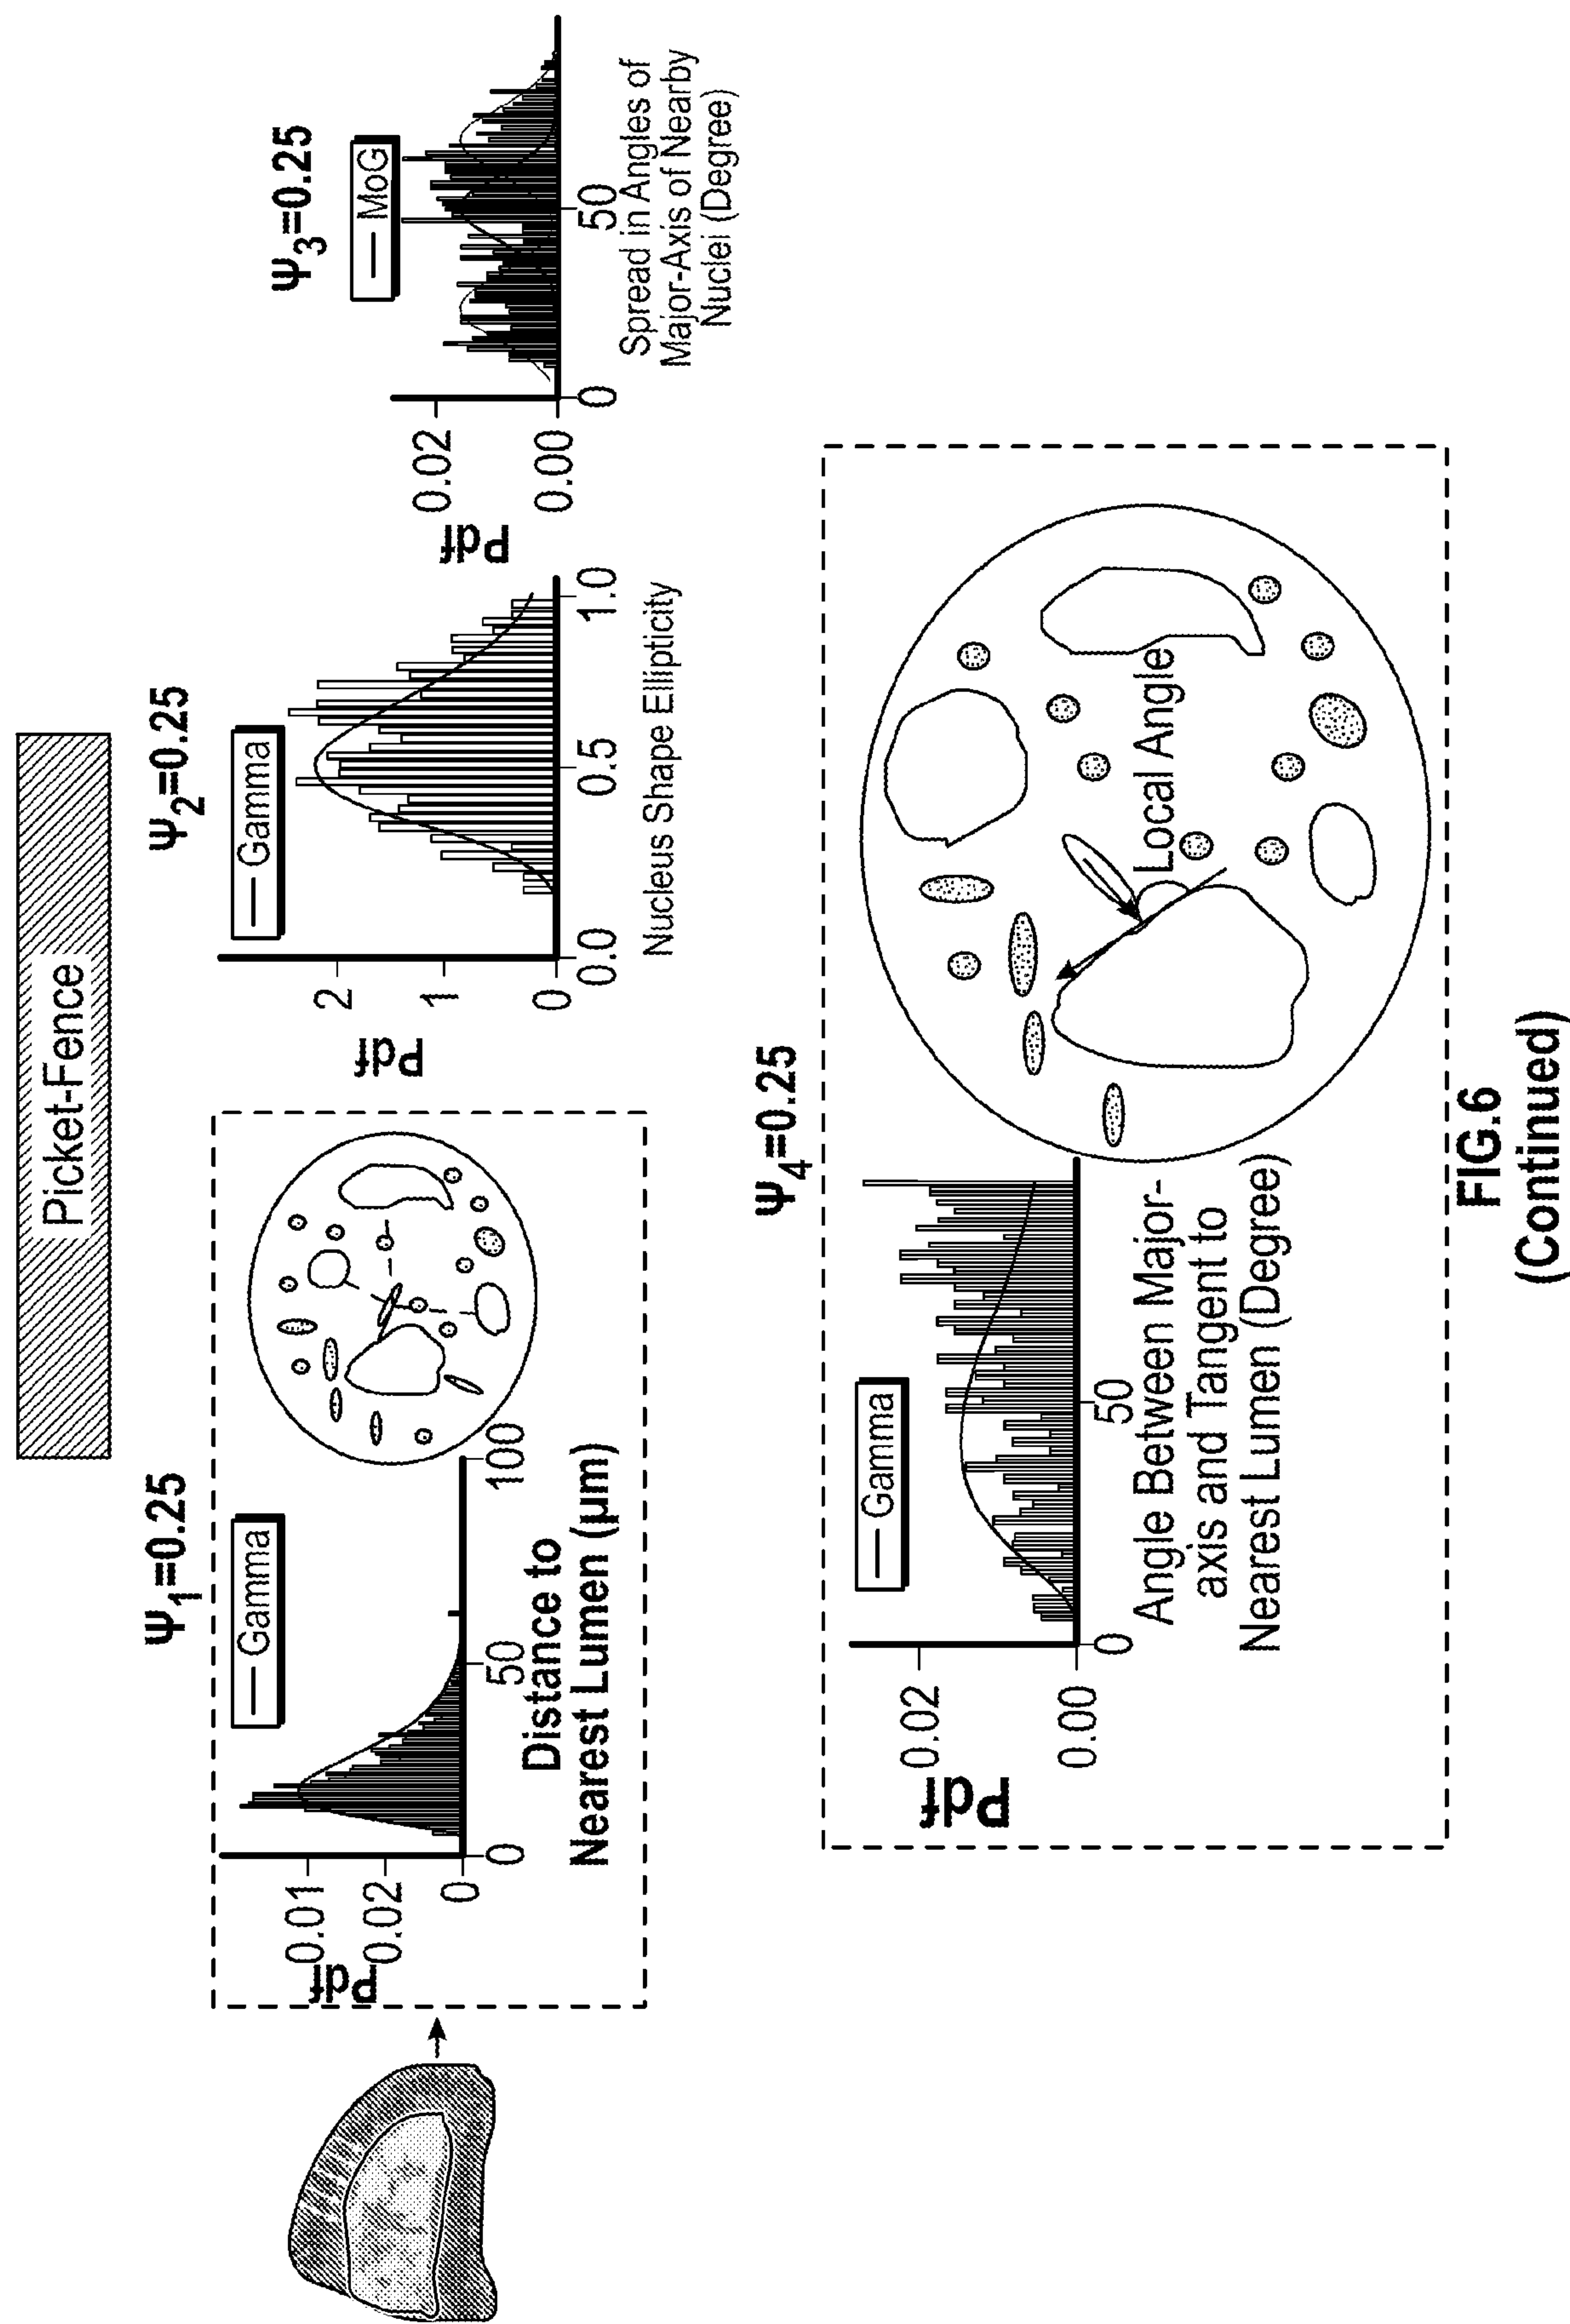 Picket-Fence
Ψ1=0.25
Gamma
Pdf
0.01
0.02
0
0
50
100
Distance to
Nearest Lumen (μm)
Ψ2=0.25
Gamma
Pdf
2
1
0
0.0
0.5
1.0
Nucleus Shape Ellipticity
Ψ3=0.25
MoG
Pdf
0.02
0.00
0
50
Spread in Angles of
Major-Axis of Nearby
Nuclei (Degree)
Ψ4=0.25
Gamma
Pdf
0.02
0.00
0
50
Angle Between Major-
axis and Tangent to
Nearest Lumen (Degree)
Local Angle
FIG.6
(Continued)